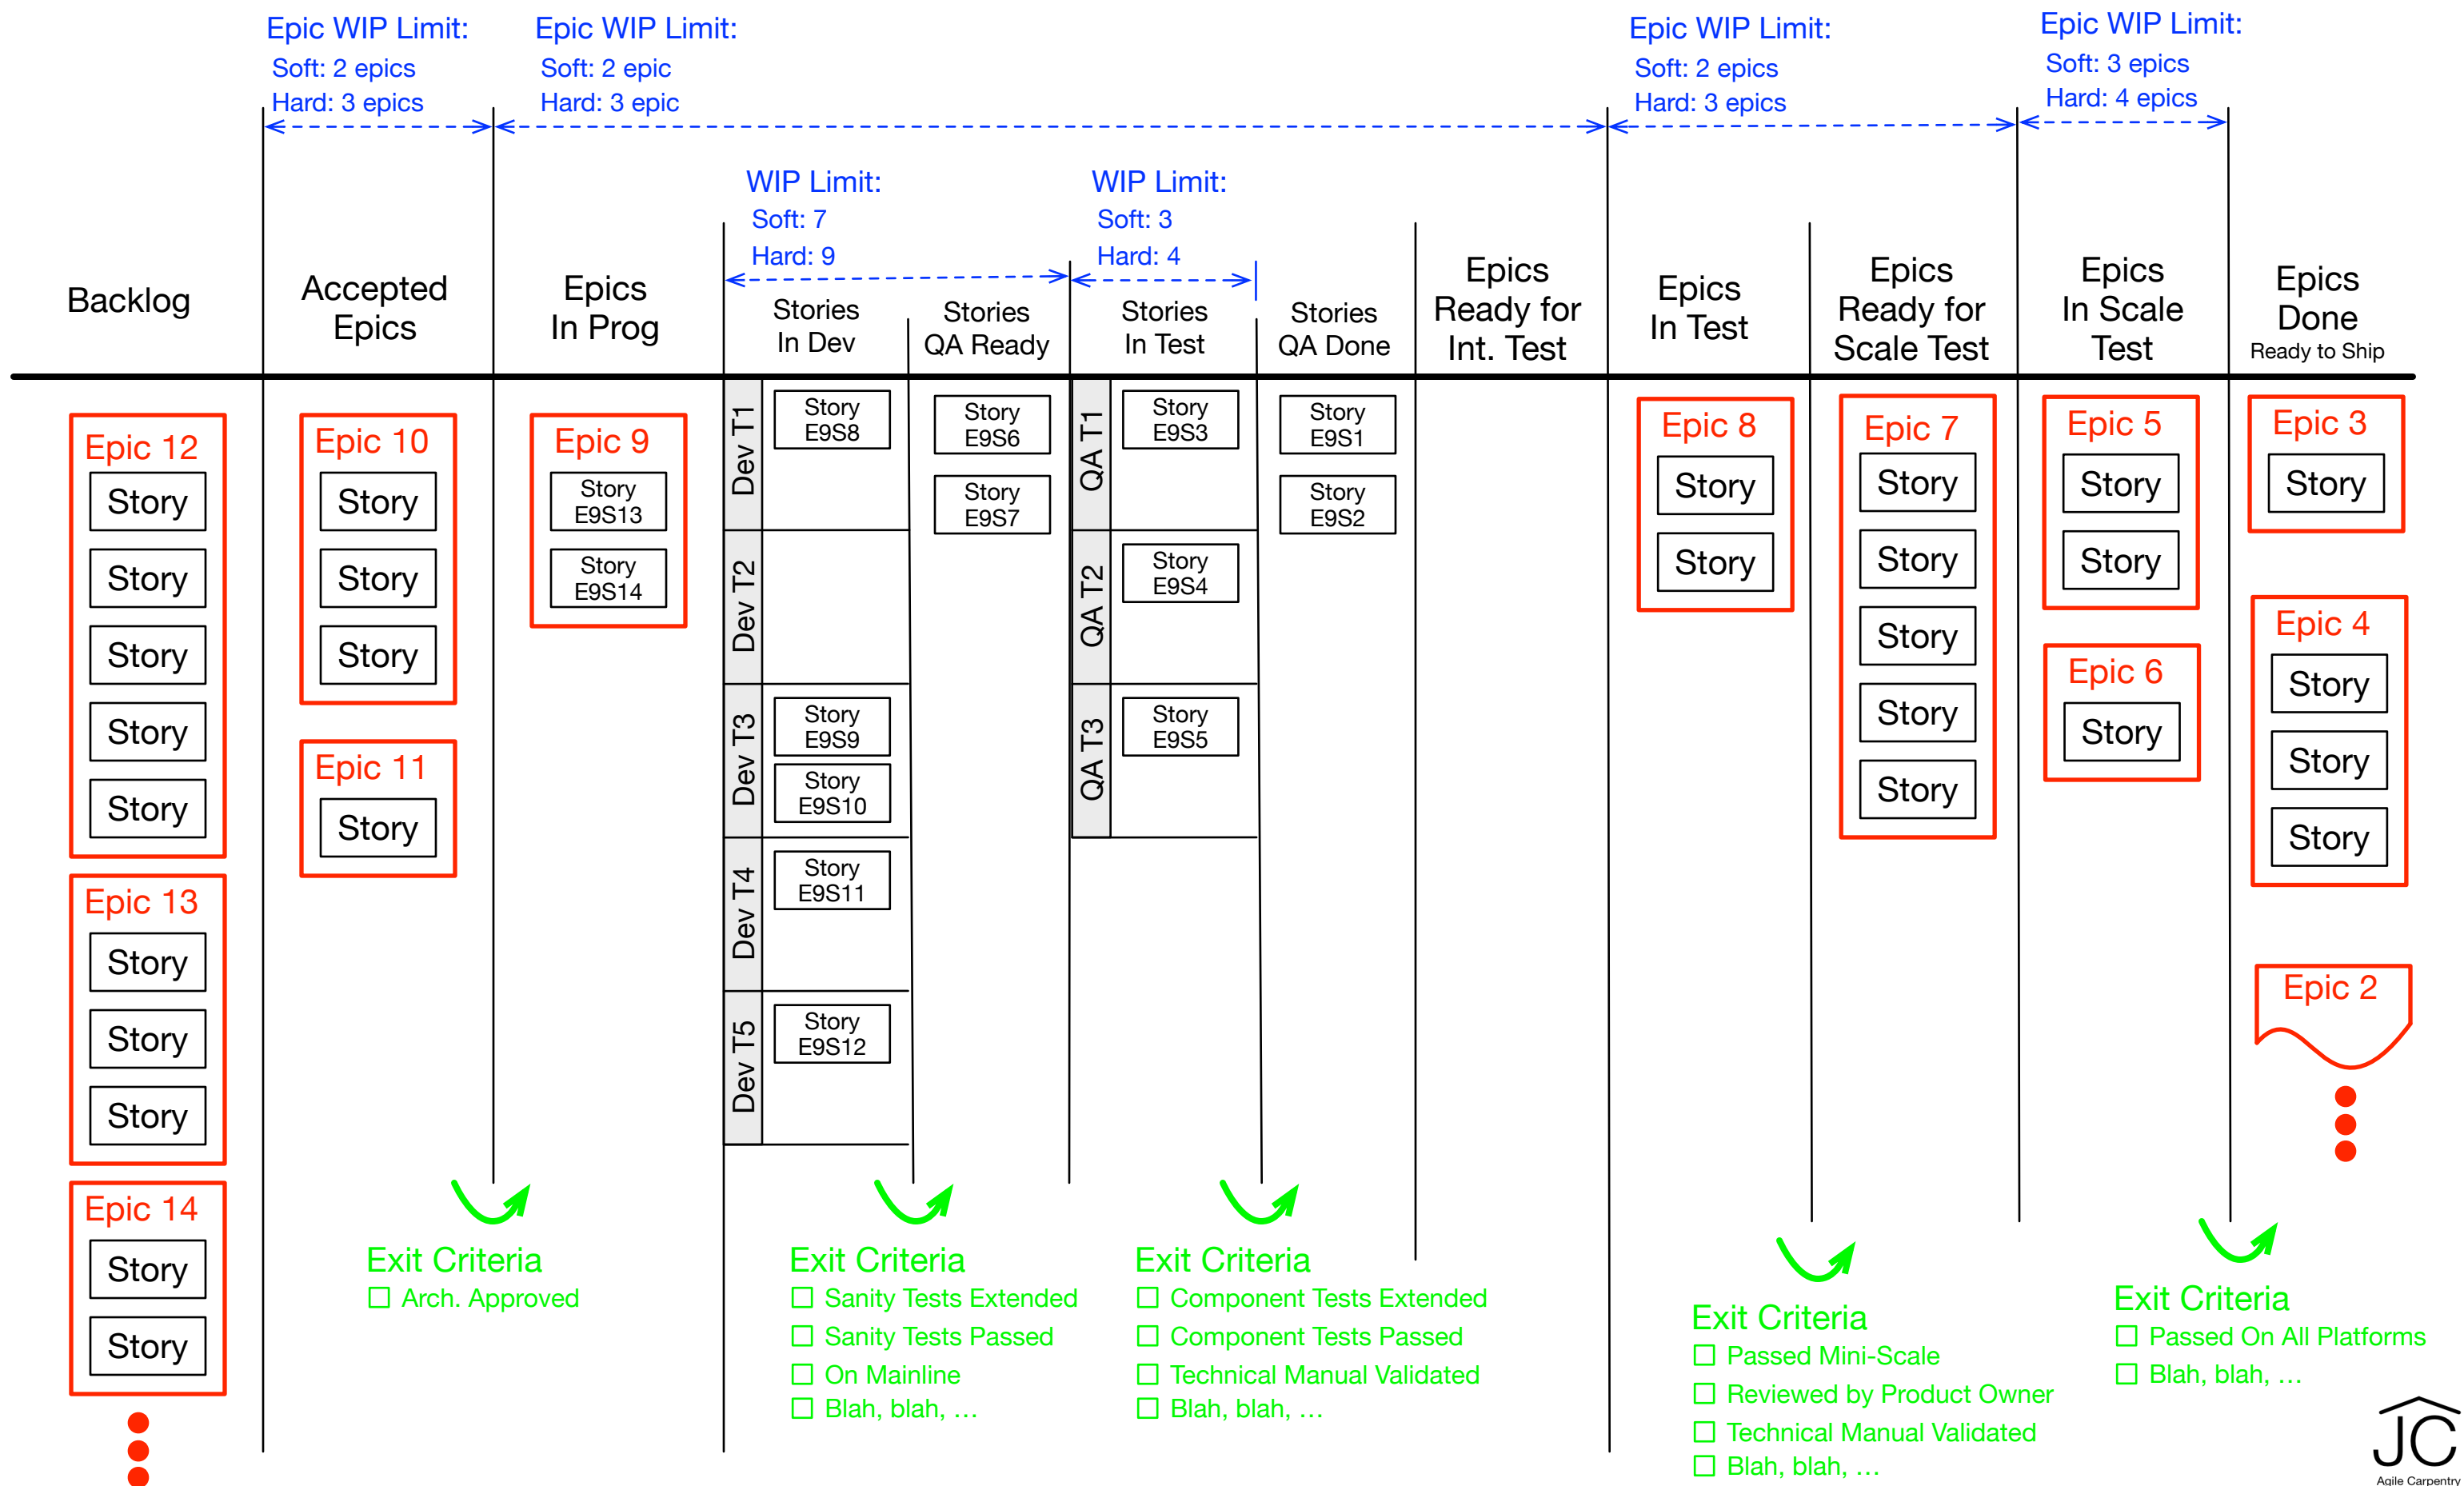 Epic WIP Limit:
Soft: 2 epics
Hard: 3 epics
Epic WIP Limit:
Soft: 2 epic
Hard: 3 epic
Epic WIP Limit:
Soft: 2 epics
Hard: 3 epics
Epic WIP Limit:
Soft: 3 epics
Hard: 4 epics
WIP Limit:
Soft: 7
Hard: 9
WIP Limit:
Soft: 3
Hard: 4
Backlog
Accepted
Epics
Epics
In Prog
Stories
In Dev
Stories
QA Ready
Stories
In Test
Stories
QA Done
Epics
Ready for
Int. Test
Epics
In Test
Epics
Ready for
Scale Test
Epics
In Scale
Test
Epics
Done
Ready to Ship
Epic 12
Story
Story
Story
Story
Story
Epic 13
Story
Story
Story
Epic 14
Story
Story
Epic 10
Story
Story
Story
Epic 11
Story
Epic 9
Story
E9S13
Story
E9S14
Dev T1
Story
E9S8
Dev T2
Dev T3
Story
E9S9
Story
E9S10
Dev T4
Story
E9S11
Dev T5
Story
E9S12
Story
E9S6
Story
E9S7
QA T1
Story
E9S3
QA T2
Story
E9S4
QA T3
Story
E9S5
Story
E9S1
Story
E9S2
Epic 8
Story
Story
Epic 7
Story
Story
Story
Story
Story
Epic 5
Story
Story
Epic 6
Story
Epic 3
Story
Epic 4
Story
Story
Story
Epic 2
Exit Criteria
Arch. Approved
Exit Criteria
Sanity Tests Extended
Sanity Tests Passed
On Mainline
Blah, blah, …
Exit Criteria
Component Tests Extended
Component Tests Passed
Technical Manual Validated
Blah, blah, …
Exit Criteria
Passed Mini-Scale
Reviewed by Product Owner
Technical Manual Validated
Blah, blah, …
Exit Criteria
Passed On All Platforms
Blah, blah, …
JC
Agile Carpentry